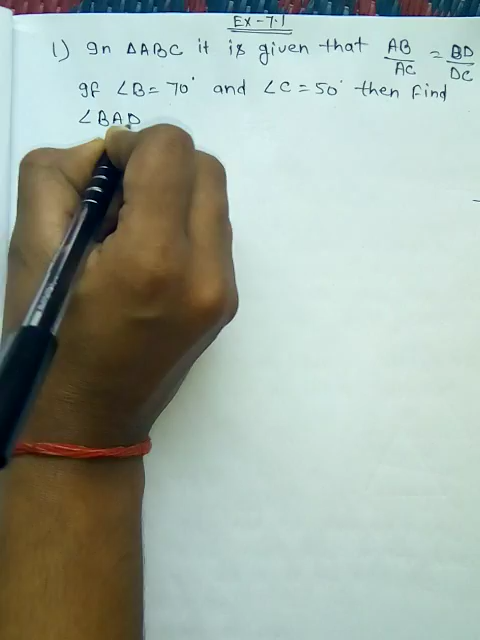 Ex-7.1
1) In ΔABC it is given that AB/AC = BD/DC
If ∠B = 70° and ∠C = 50° then find
∠BAD